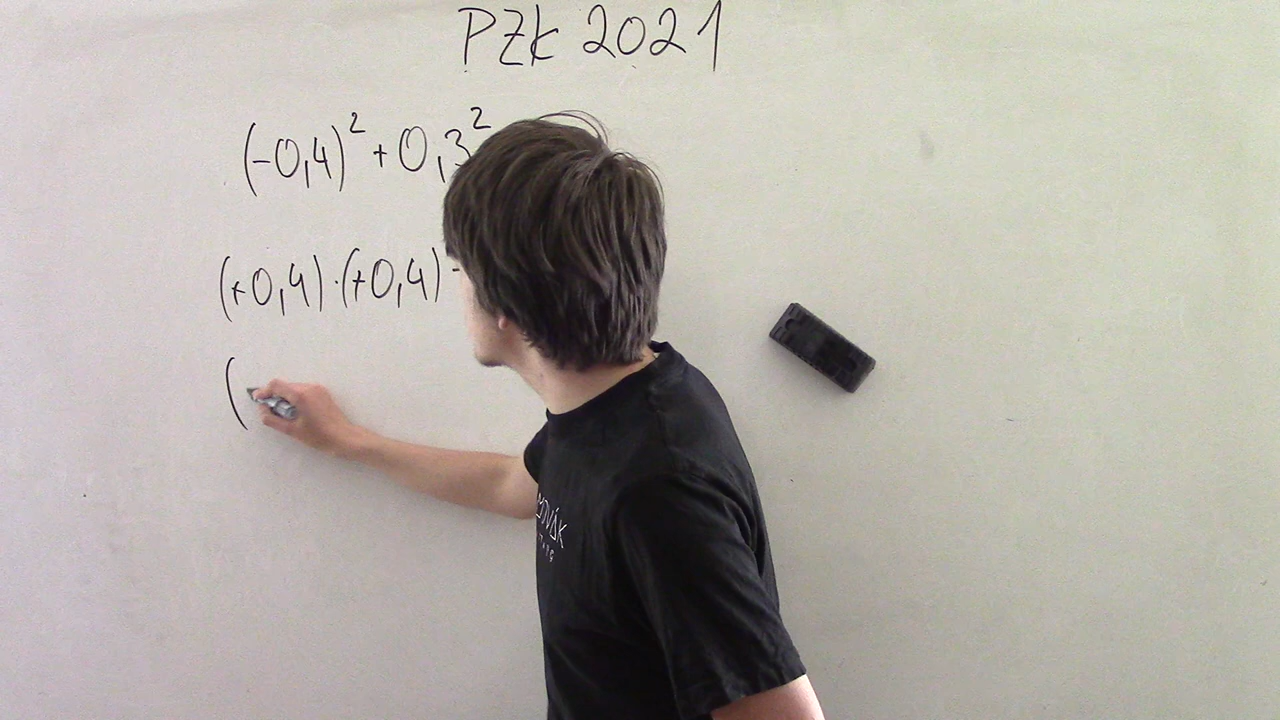 PZK 2021
(-0,4)² + 0,3²
(+0,4)·(+0,4) -
(